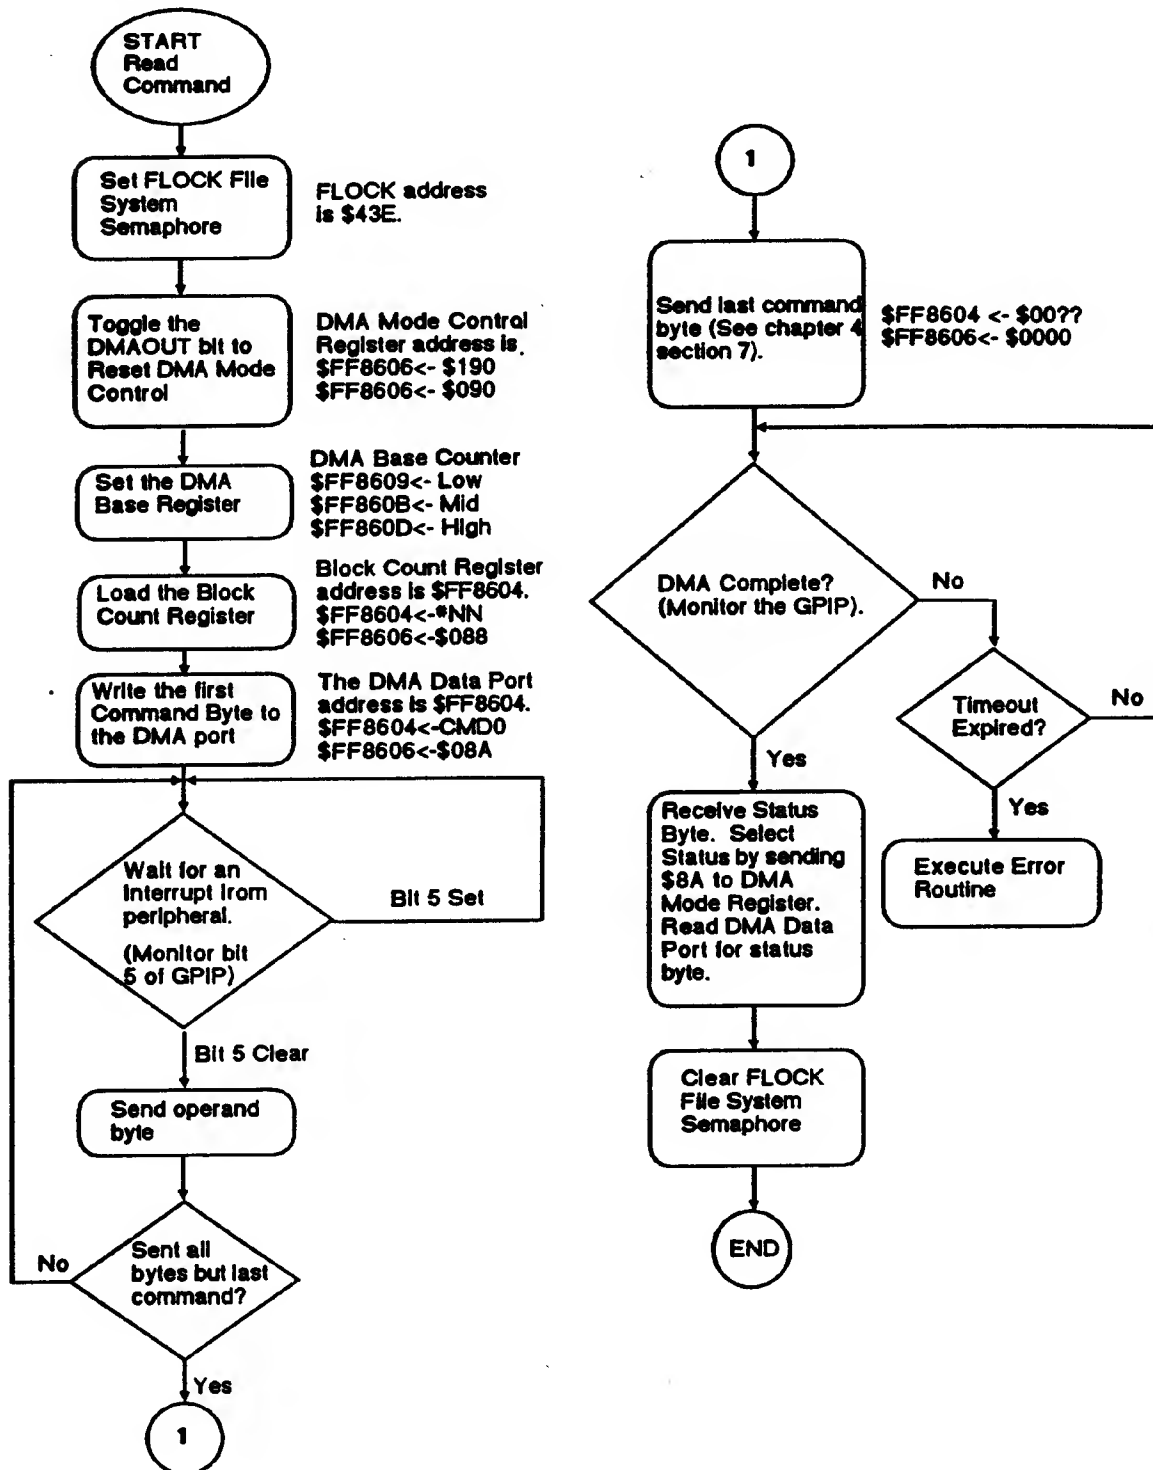 START
Read
Command
Set FLOCK File
System
Semaphore
FLOCK address
is $43E.
Toggle the
DMAOUT bit to
Reset DMA Mode
Control
DMA Mode Control
Register address is.
$FF8606<- $190
$FF8606<- $090
Set the DMA
Base Register
DMA Base Counter
$FF8609<- Low
$FF860B<- Mid
$FF860D<- High
Load the Block
Count Register
Block Count Register
address is $FF8604.
$FF8604<-#NN
$FF8606<-$088
Write the first
Command Byte to
the DMA port
The DMA Data Port
address is $FF8604.
$FF8604<-CMD0
$FF8606<-$08A
Wait for an
Interrupt from
peripheral.
(Monitor bit
5 of GPIP)
Bit 5 Set
Bit 5 Clear
Send operand
byte
Sent all
bytes but last
command?
No
Yes
1
1
Send last command
byte (See chapter 4
section 7).
$FF8604 <- $00??
$FF8606<- $0000
DMA Complete?
(Monitor the GPIP).
No
Timeout
Expired?
No
Yes
Yes
Execute Error
Routine
Receive Status
Byte. Select
Status by sending
$8A to DMA
Mode Register.
Read DMA Data
Port for status
byte.
Clear FLOCK
File System
Semaphore
END